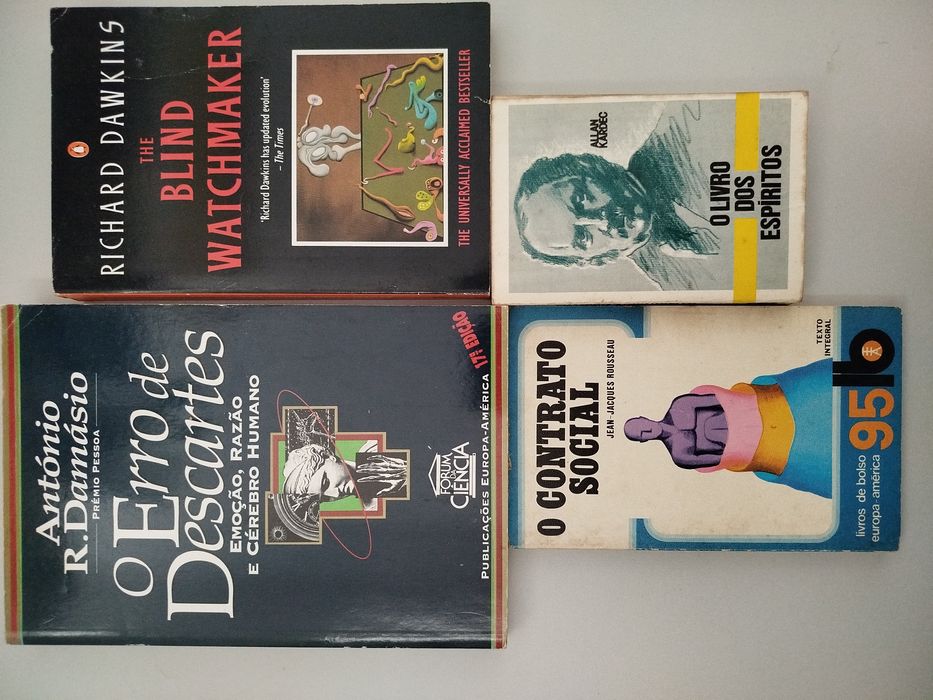 RICHARD DAWKINS
THE
BLIND
WATCHMAKER
'Richard Dawkins has updated evolution'
– The Times
THE UNIVERSALLY ACCLAIMED BESTSELLER
ALLAN
KARDEC
O LIVRO
DOS
ESPÍRITOS
António
R. Damásio
PRÉMIO PESSOA
O Erro de
Descartes
EMOÇÃO, RAZÃO
E CÉREBRO HUMANO
FORUM
DA
CIÊNCIA
PUBLICAÇÕES EUROPA-AMÉRICA
17ª EDIÇÃO
O CONTRATO
SOCIAL
JEAN-JACQUES ROUSSEAU
TEXTO
INTEGRAL
livros de bolso
europa-américa
95
lb